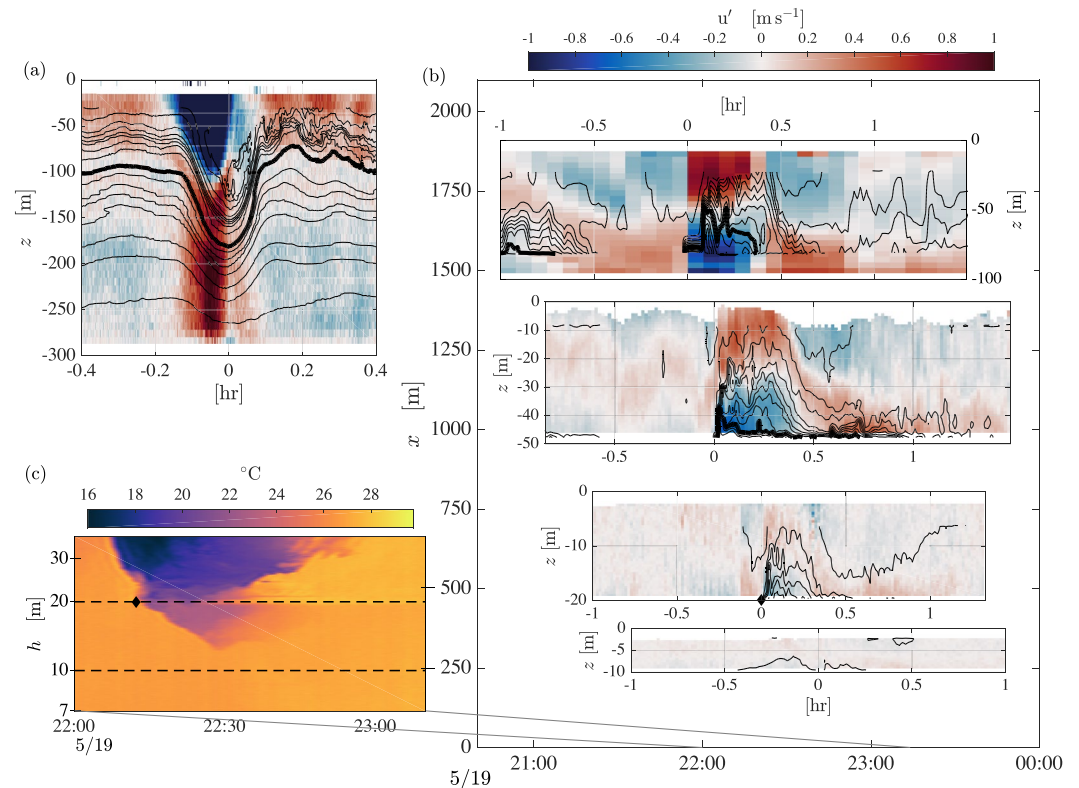 u′ [m s⁻¹]
-1 -0.8 -0.6 -0.4 -0.2 0 0.2 0.4 0.6 0.8 1
(a)
0
-50
-100
-150
-200
-250
-300
z [m]
-0.4 -0.2 0 0.2 0.4
[hr]
(b)
2000
1750
1500
1250
1000
750
500
250
0
x [m]
[hr]
-1 -0.5 0 0.5 1
0
-50
-100
z [m]
0
-10
-20
-30
-40
-50
z [m]
-0.5 0 0.5 1
0
-10
-20
z [m]
-1 -0.5 0 0.5 1
0
-5
-10
z [m]
-1 -0.5 0 0.5 1
[hr]
21:00 22:00 23:00 00:00
5/19
(c)
°C
16 18 20 22 24 26 28
30
20
10
7
h [m]
22:00 22:30 23:00
5/19